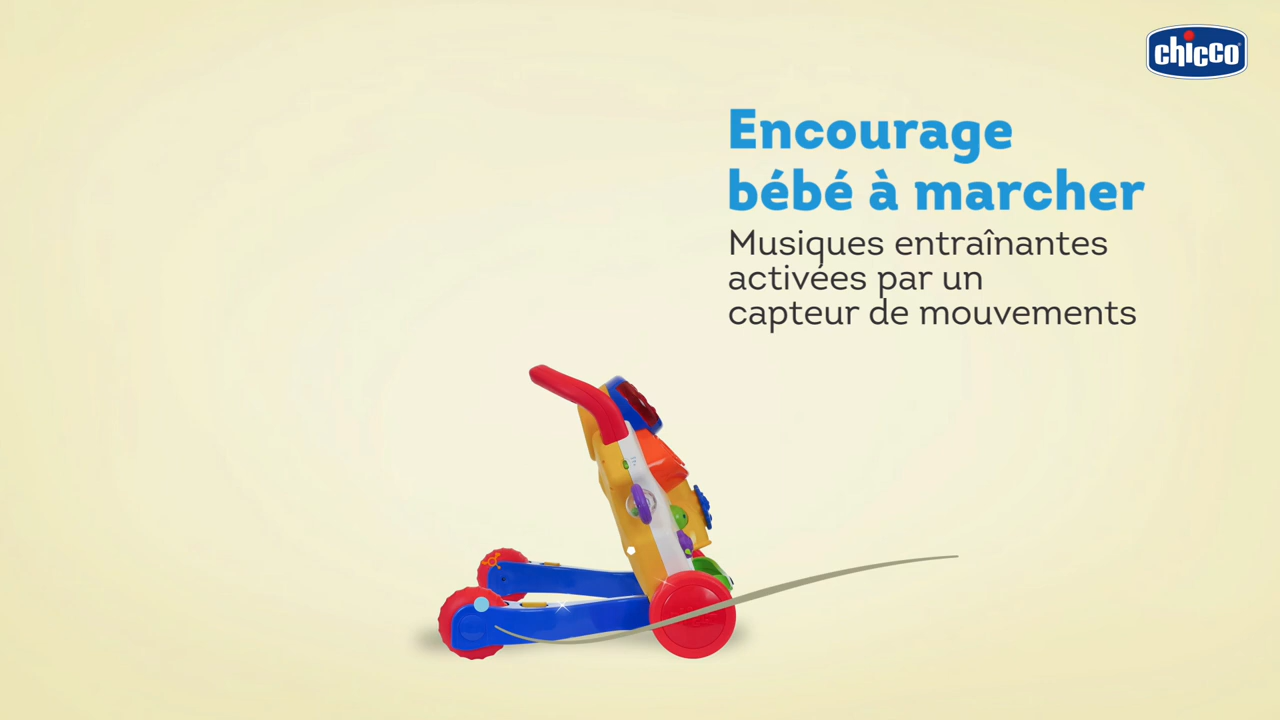 chicco
Encourage
bébé à marcher
Musiques entraînantes
activées par un
capteur de mouvements